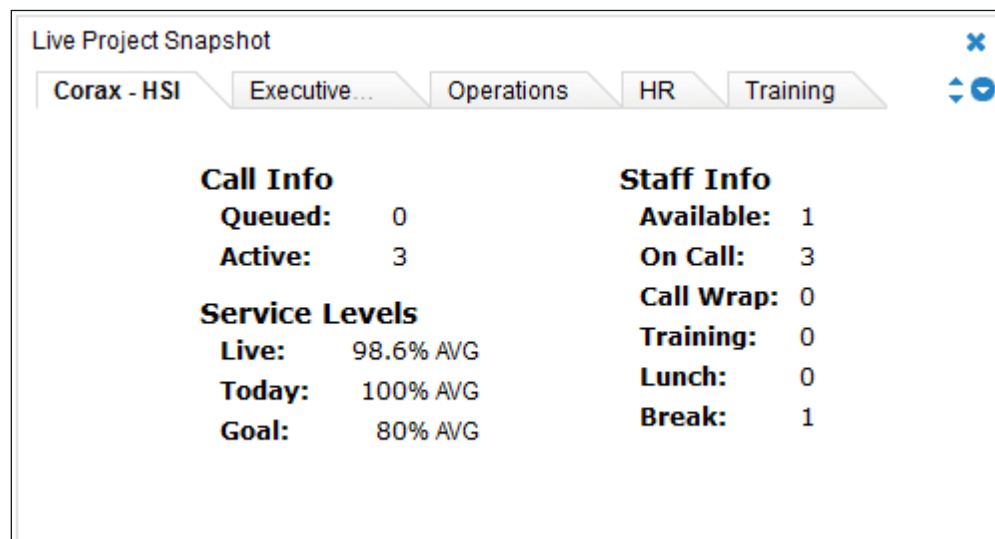 Live Project Snapshot
Corax - HSI
Executive...
Operations
HR
Training
Call Info
Queued: 0
Active: 3
Service Levels
Live: 98.6% AVG
Today: 100% AVG
Goal: 80% AVG
Staff Info
Available: 1
On Call: 3
Call Wrap: 0
Training: 0
Lunch: 0
Break: 1